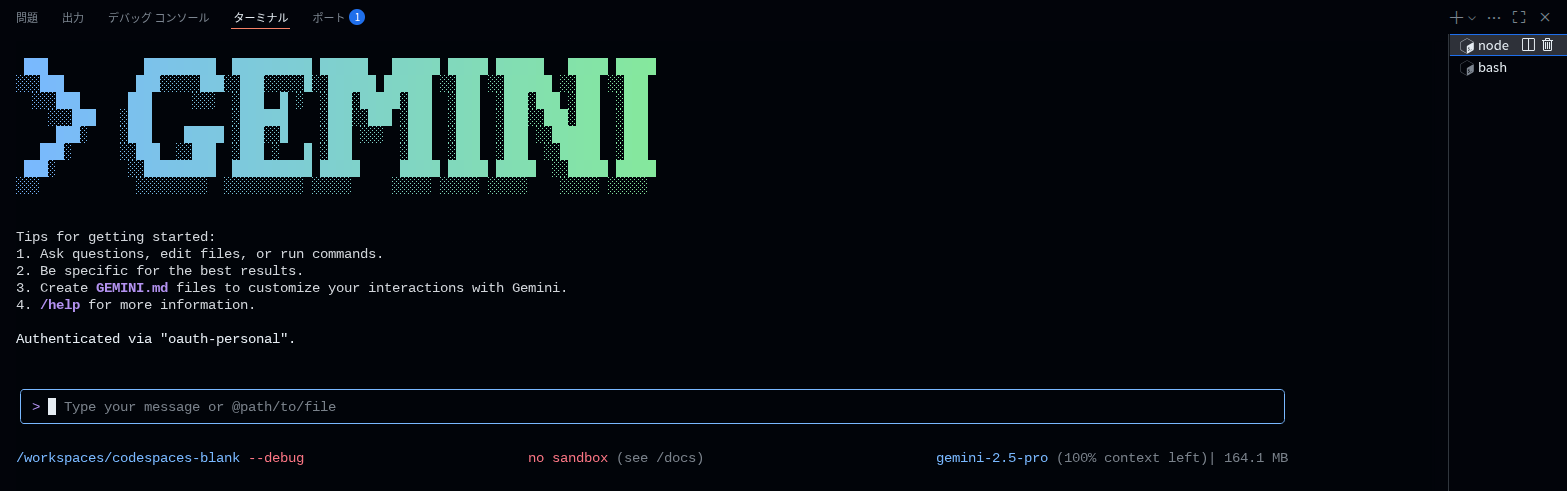 問題 出力 デバッグ コンソール ターミナル ポート 1
node
bash
> GEMINI
Tips for getting started:
1. Ask questions, edit files, or run commands.
2. Be specific for the best results.
3. Create GEMINI.md files to customize your interactions with Gemini.
4. /help for more information.
Authenticated via "oauth-personal".
> Type your message or @path/to/file
/workspaces/codespaces-blank --debug no sandbox (see /docs) gemini-2.5-pro (100% context left)| 164.1 MB